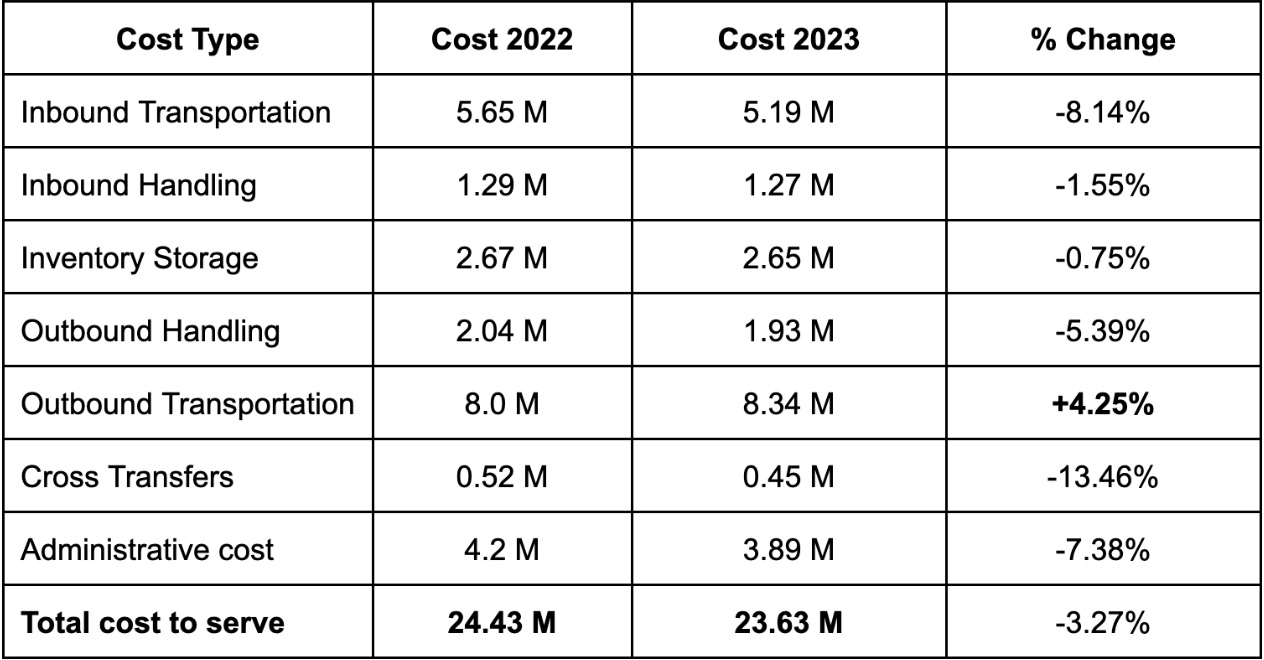 Cost Type Cost 2022 Cost 2023 % Change
Inbound Transportation 5.65 M 5.19 M -8.14%
Inbound Handling 1.29 M 1.27 M -1.55%
Inventory Storage 2.67 M 2.65 M -0.75%
Outbound Handling 2.04 M 1.93 M -5.39%
Outbound Transportation 8.0 M 8.34 M +4.25%
Cross Transfers 0.52 M 0.45 M -13.46%
Administrative cost 4.2 M 3.89 M -7.38%
Total cost to serve 24.43 M 23.63 M -3.27%